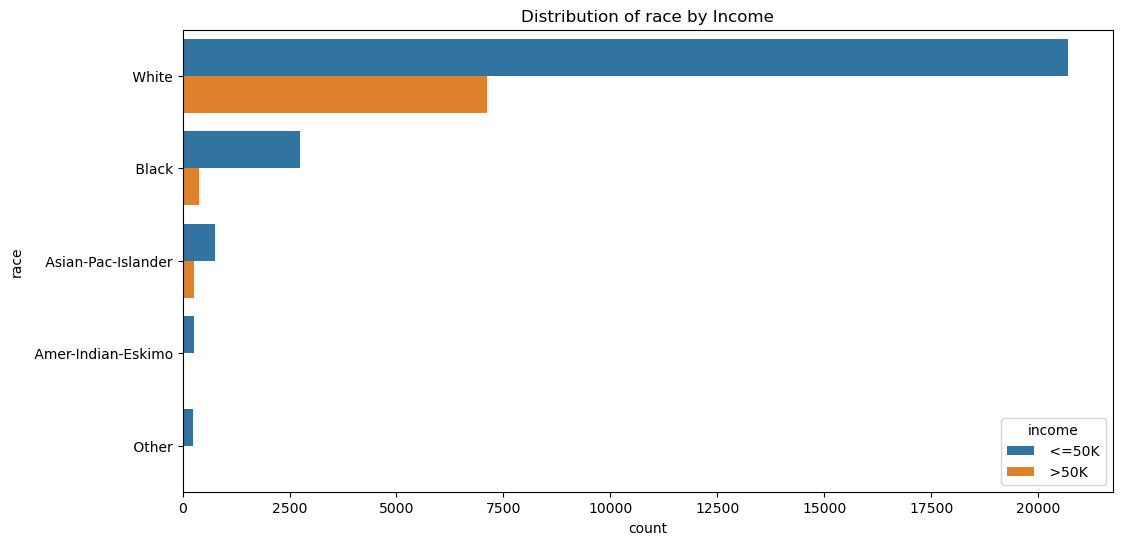 Distribution of race by Income
race
White
Black
Asian-Pac-Islander
Amer-Indian-Eskimo
Other
income
<=50K
>50K
0 2500 5000 7500 10000 12500 15000 17500 20000
count